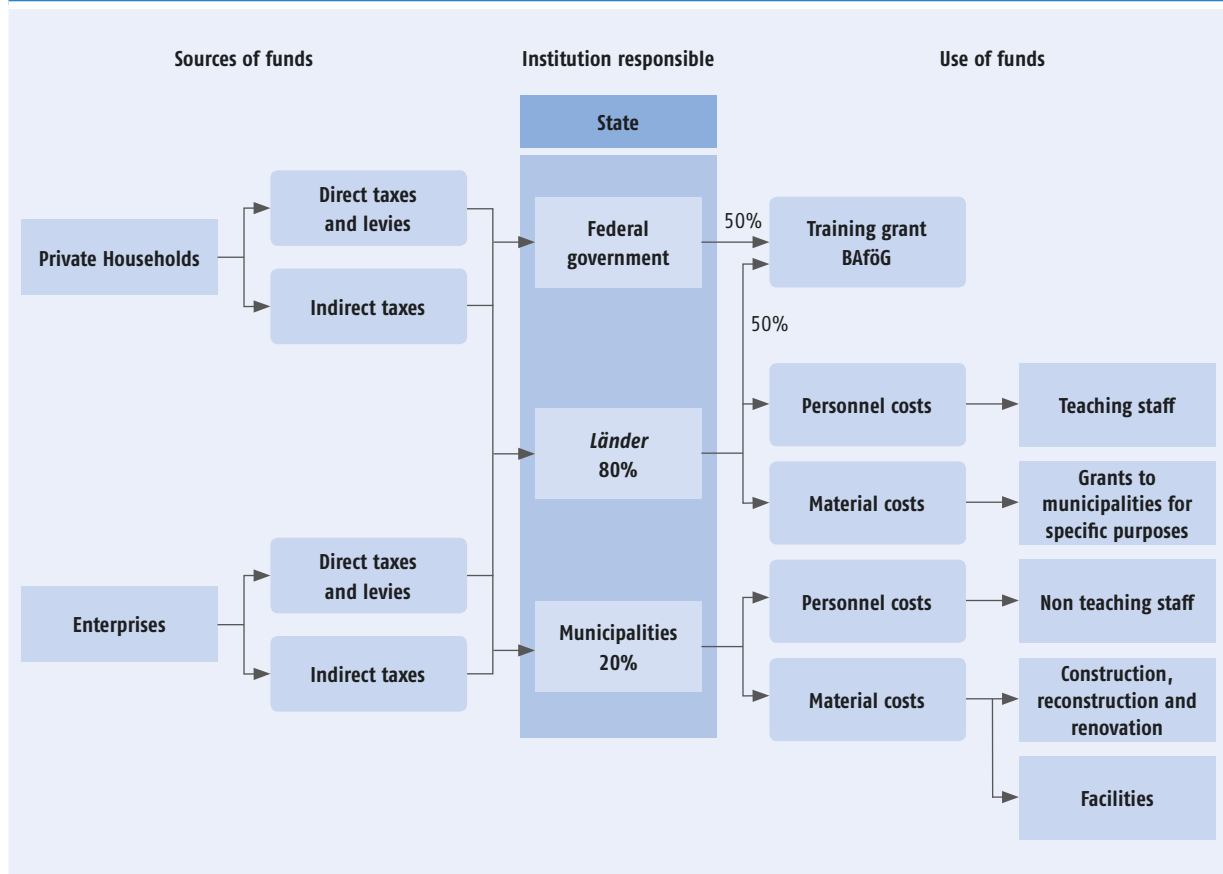 Sources of funds
Institution responsible
Use of funds
State
Private Households
Direct taxes
and levies
Indirect taxes
Federal
government
50%
Training grant
BAföG
50%
Länder
80%
Personnel costs
Teaching staff
Material costs
Grants to
municipalities for
specific purposes
Enterprises
Direct taxes
and levies
Indirect taxes
Municipalities
20%
Personnel costs
Non teaching staff
Material costs
Construction,
reconstruction and
renovation
Facilities